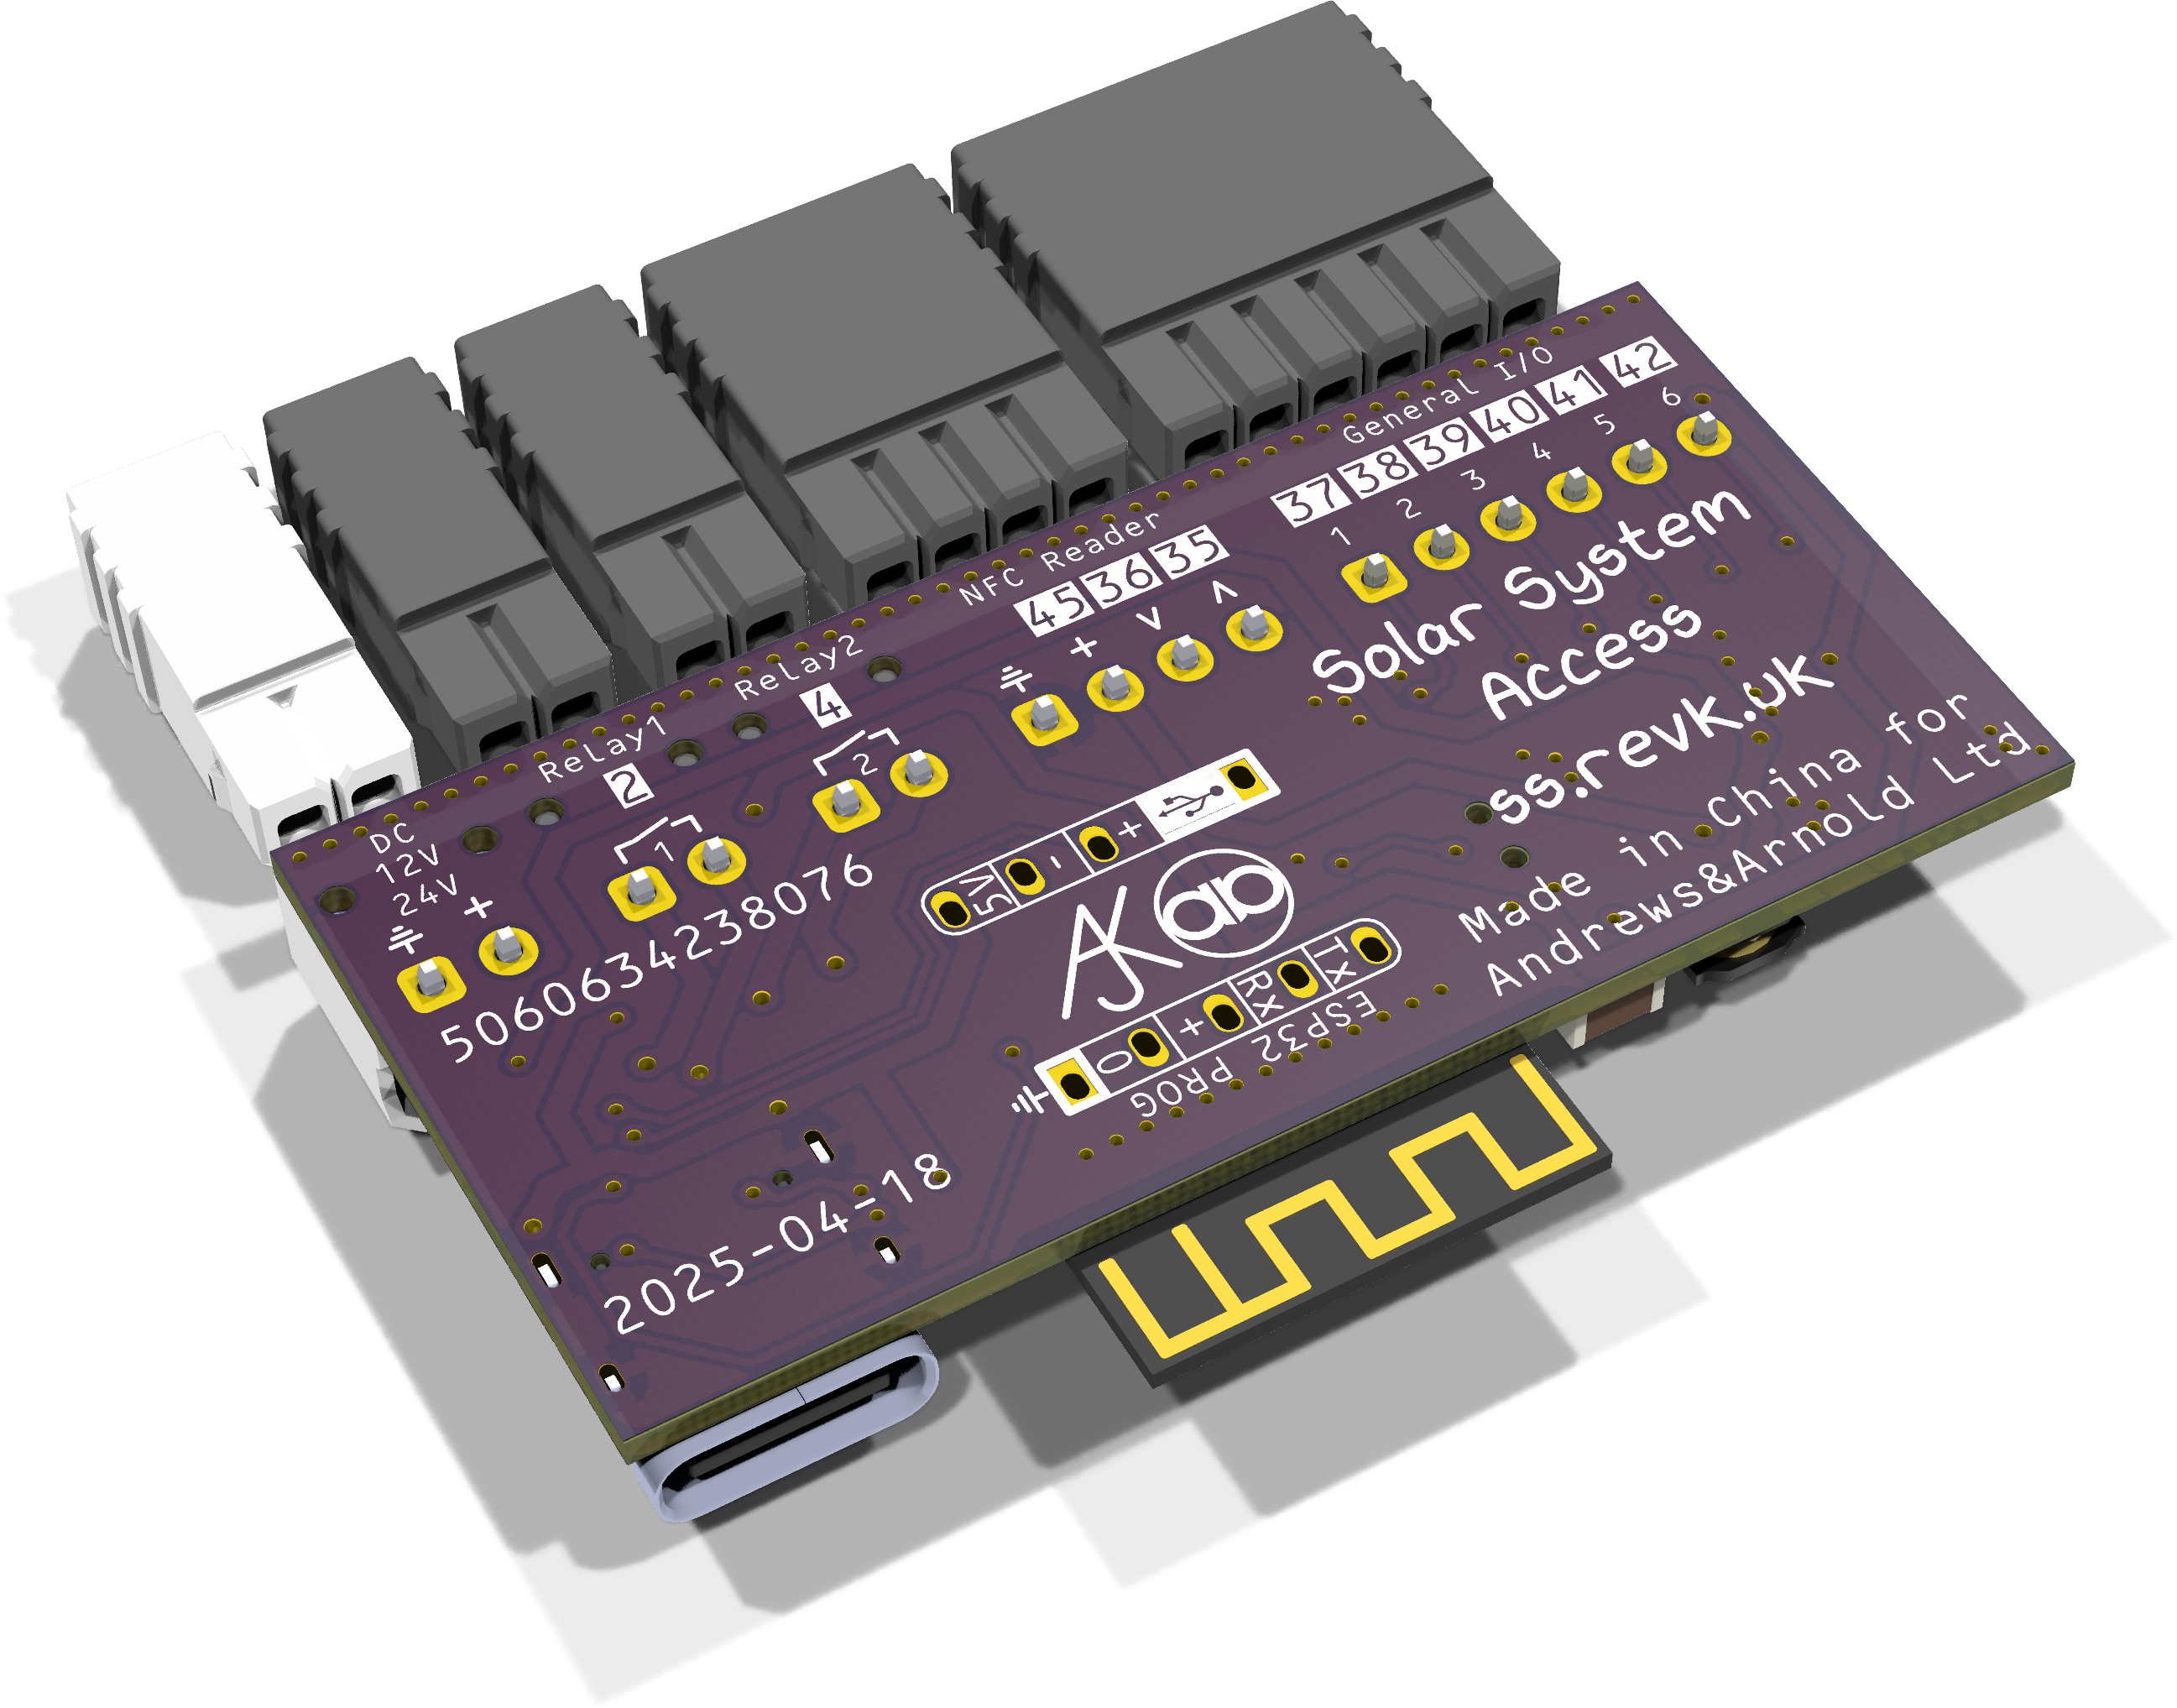 DC
12V
24V
+
Relay1
2
1
Relay2
4
2
NFC Reader
45 36 35
+ V Λ
General I/O
37 38 39 40 41 42
1 2 3 4 5 6
Solar System
Access
ss.revk.uk
Made in China for
Andrews&Arnold Ltd
5060634238076
5V - +
AJK
aa
0 + RX TX
PROG ESP32
2025-04-18